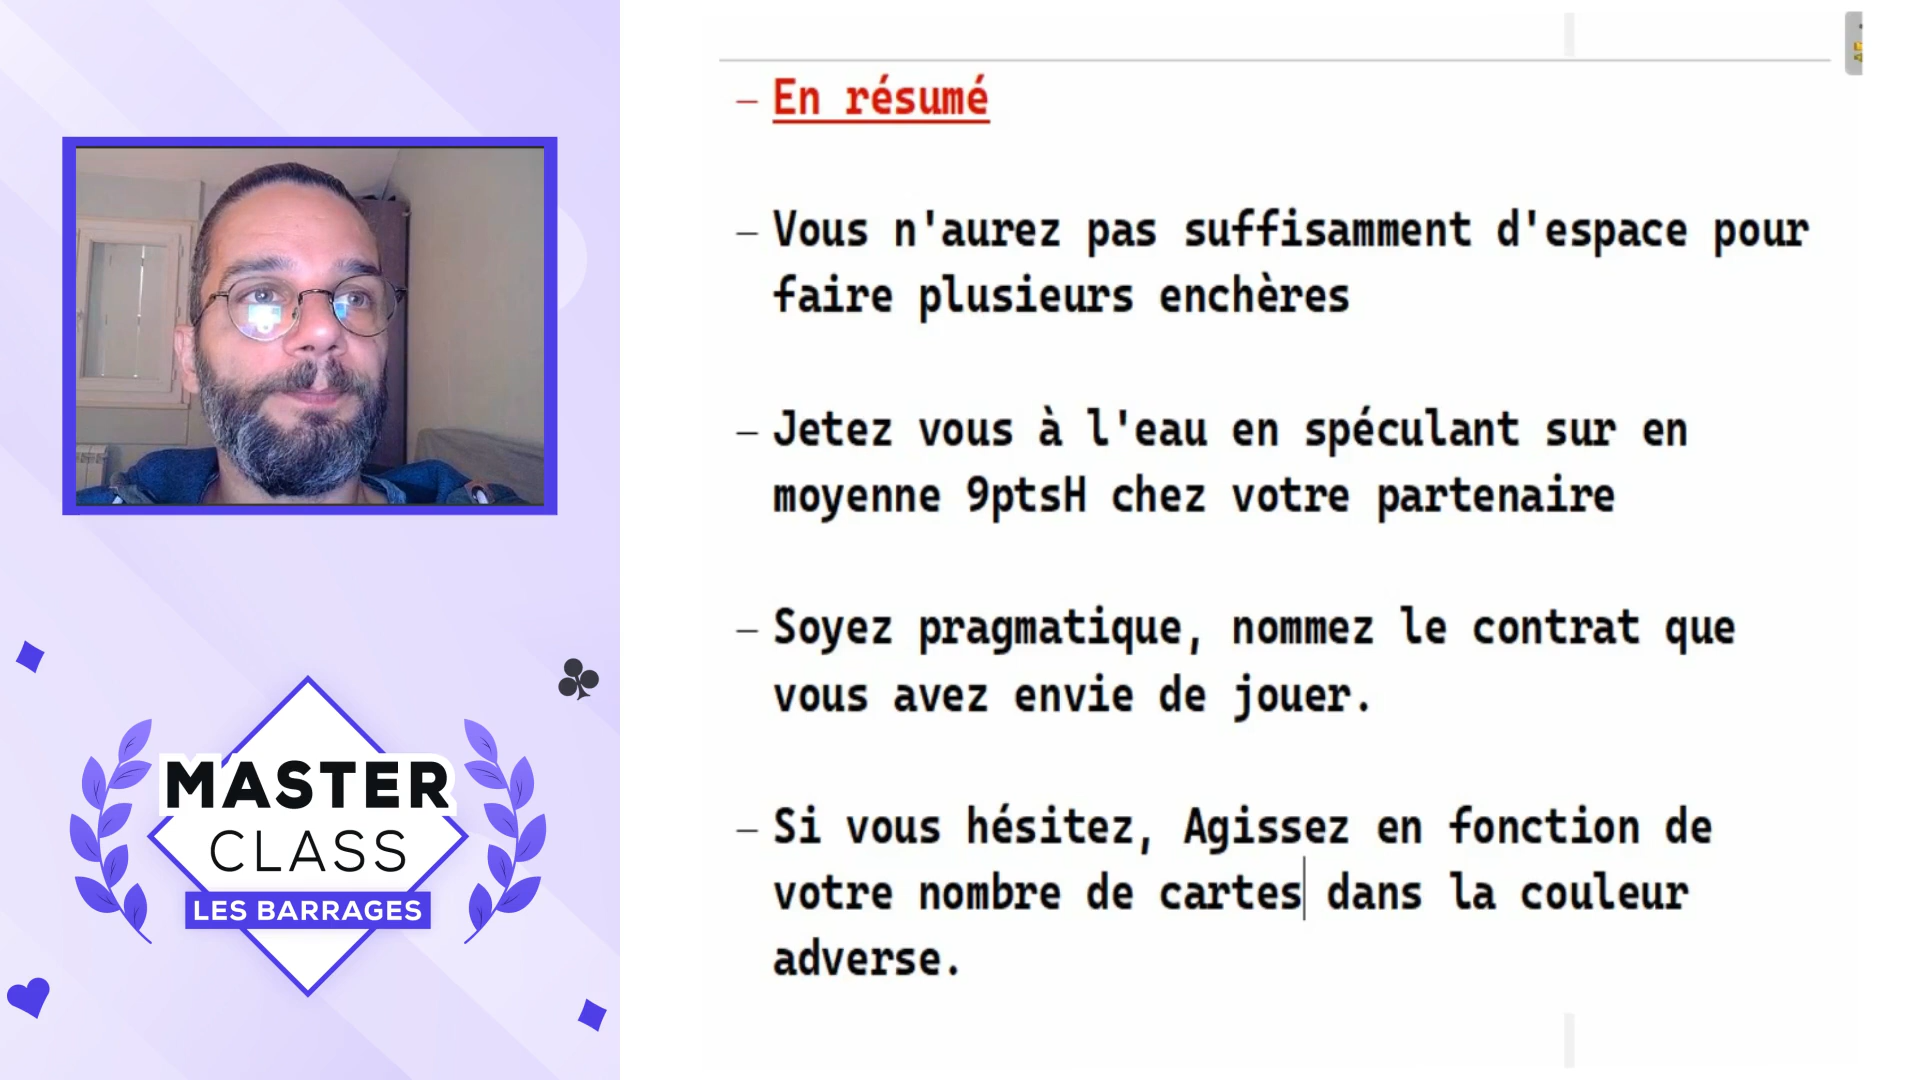 MASTER
CLASS
LES BARRAGES
– En résumé
– Vous n'aurez pas suffisamment d'espace pour
faire plusieurs enchères
– Jetez vous à l'eau en spéculant sur en
moyenne 9ptsH chez votre partenaire
– Soyez pragmatique, nommez le contrat que
vous avez envie de jouer.
– Si vous hésitez, Agissez en fonction de
votre nombre de cartes dans la couleur
adverse.